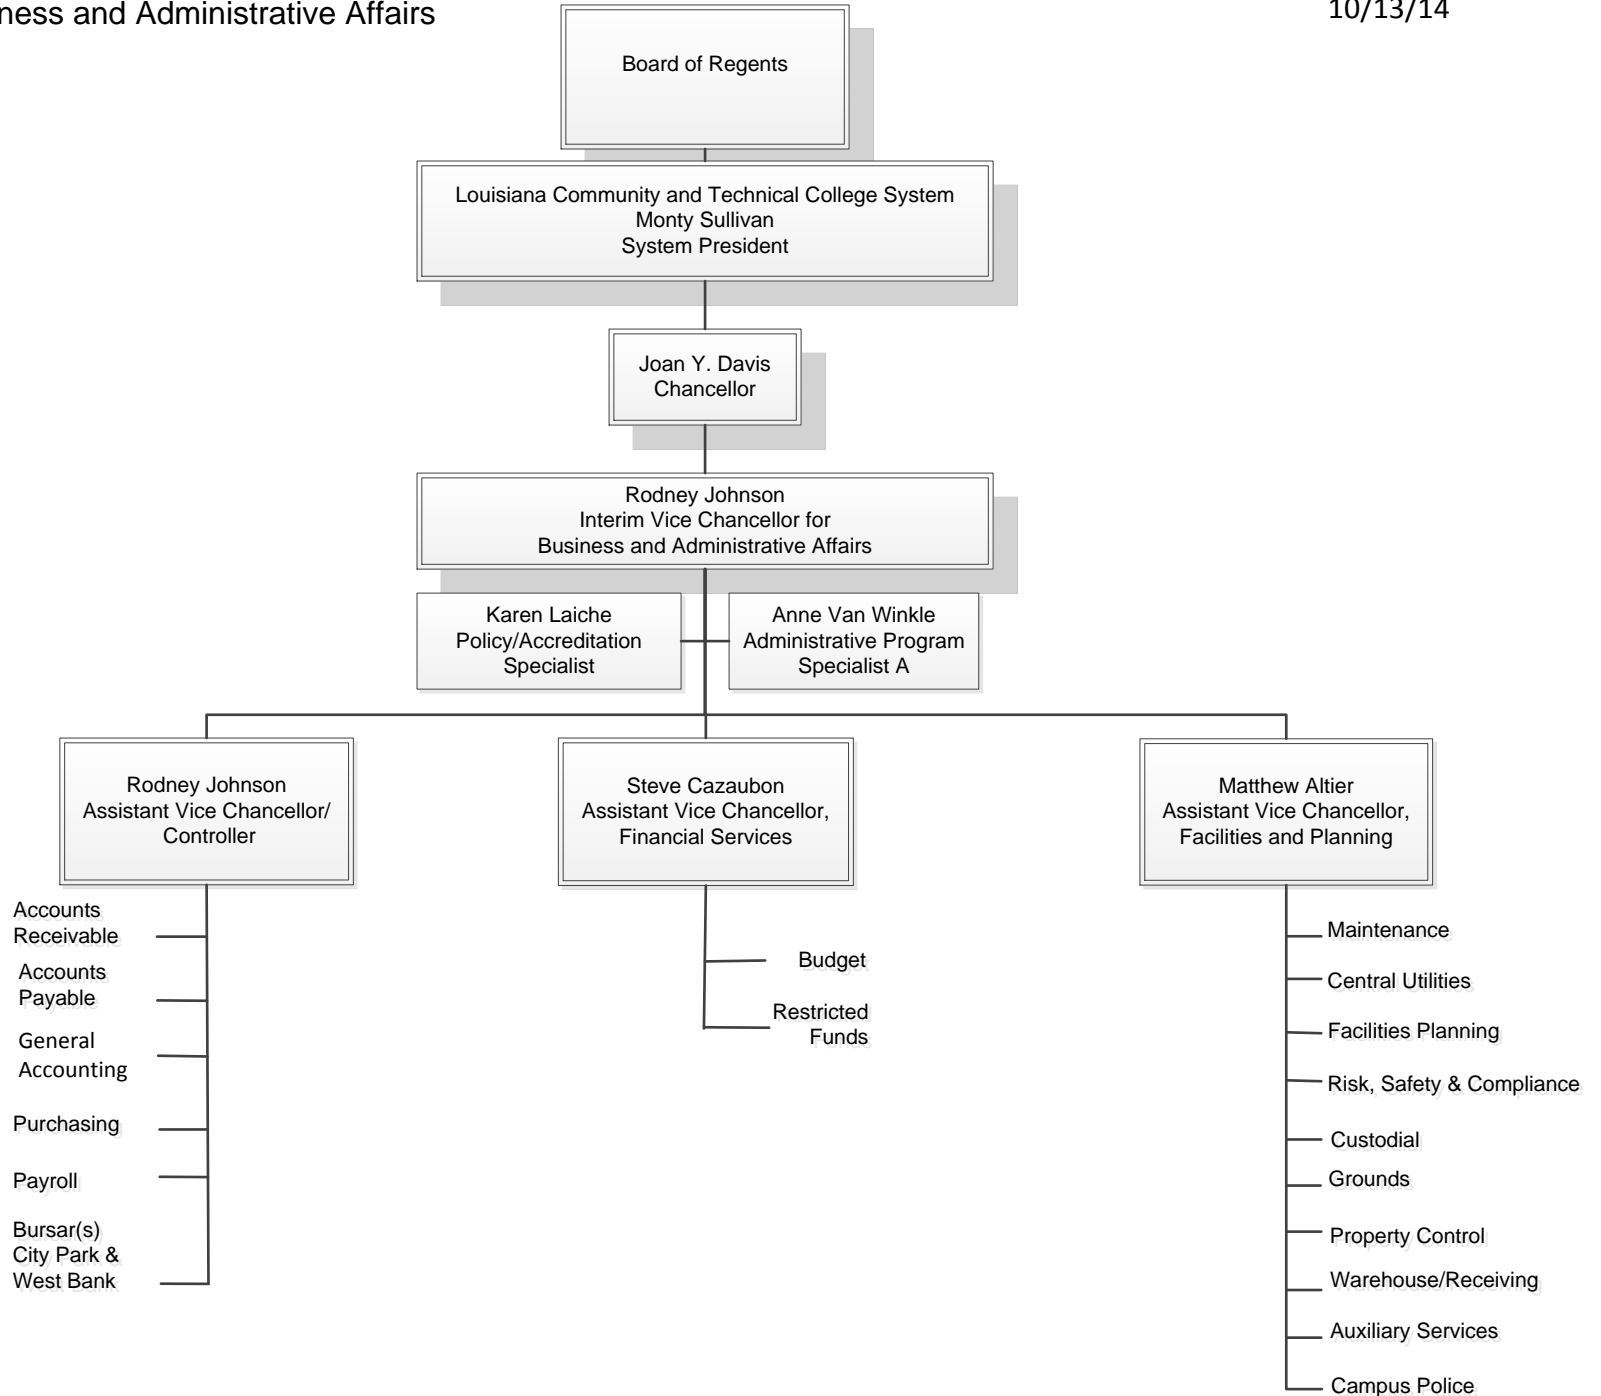 ness and Administrative Affairs
10/13/14
Board of Regents
Louisiana Community and Technical College System
Monty Sullivan
System President
Joan Y. Davis
Chancellor
Rodney Johnson
Interim Vice Chancellor for
Business and Administrative Affairs
Karen Laiche
Policy/Accreditation
Specialist
Anne Van Winkle
Administrative Program
Specialist A
Rodney Johnson
Assistant Vice Chancellor/
Controller
Steve Cazaubon
Assistant Vice Chancellor,
Financial Services
Matthew Altier
Assistant Vice Chancellor,
Facilities and Planning
Accounts
Receivable
Accounts
Payable
General
Accounting
Purchasing
Payroll
Bursar(s)
City Park &
West Bank
Budget
Restricted
Funds
Maintenance
Central Utilities
Facilities Planning
Risk, Safety & Compliance
Custodial
Grounds
Property Control
Warehouse/Receiving
Auxiliary Services
Campus Police